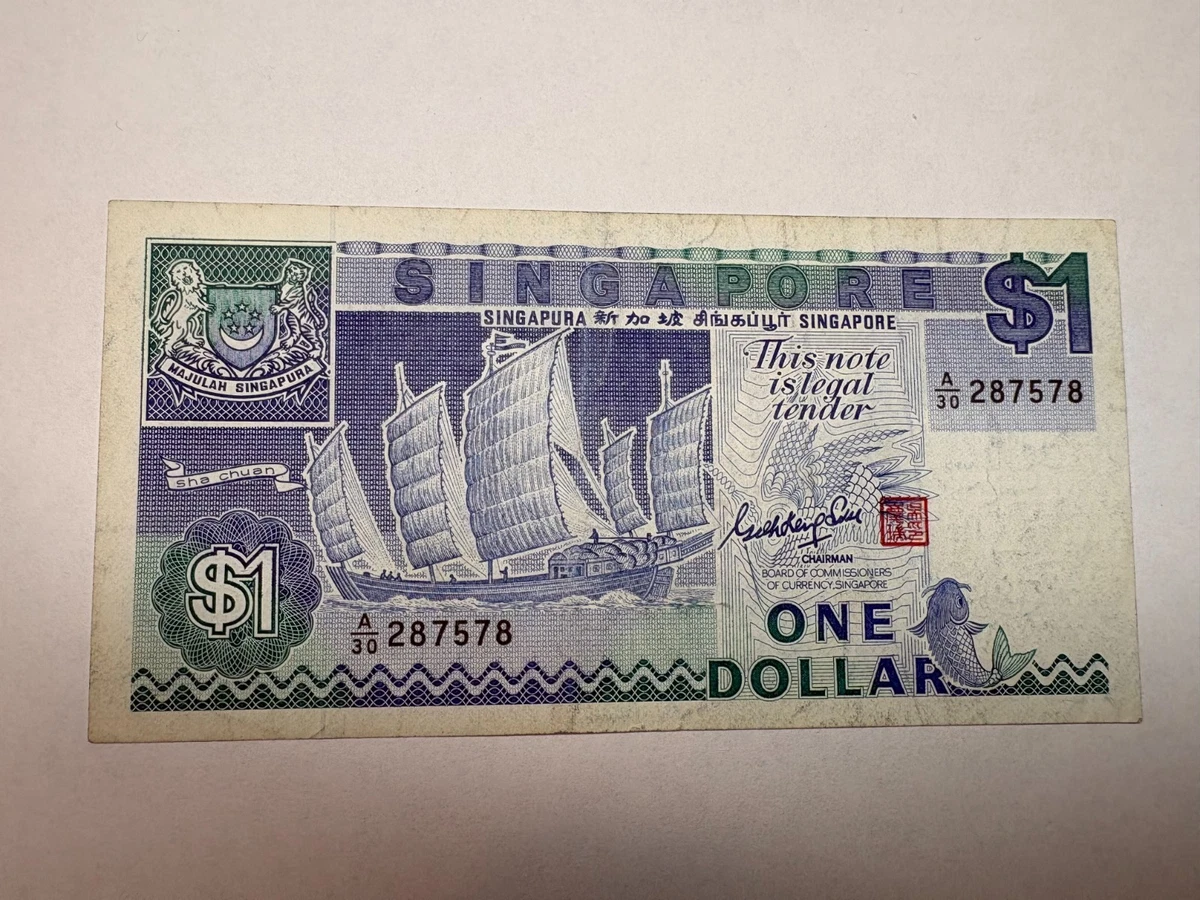 SINGAPORE
$1
SINGAPURA 新加坡 சிங்கப்பூர் SINGAPORE
MAJULAH SINGAPURA
This note
is legal
tender
A/30 287578
sha chuan
$1
CHAIRMAN
BOARD OF COMMISSIONERS
OF CURRENCY, SINGAPORE
A/30 287578
ONE
DOLLAR